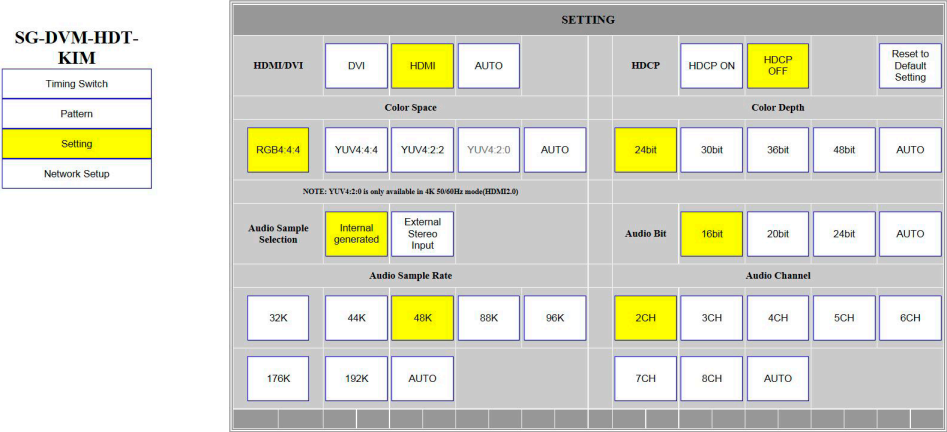 SG-DVM-HDT-
KIM
Timing Switch
Pattern
Setting
Network Setup
SETTING
HDMI/DVI
DVI
HDMI
AUTO
HDCP
HDCP ON
HDCP
OFF
Reset to
Default
Setting
Color Space
Color Depth
RGB4:4:4
YUV4:4:4
YUV4:2:2
YUV4:2:0
AUTO
24bit
30bit
36bit
48bit
AUTO
NOTE: YUV4:2:0 is only available in 4K 50/60Hz mode(HDMI2.0)
Audio Sample
Selection
Internal
generated
External
Stereo
Input
Audio Bit
16bit
20bit
24bit
AUTO
Audio Sample Rate
Audio Channel
32K
44K
48K
88K
96K
2CH
3CH
4CH
5CH
6CH
176K
192K
AUTO
7CH
8CH
AUTO